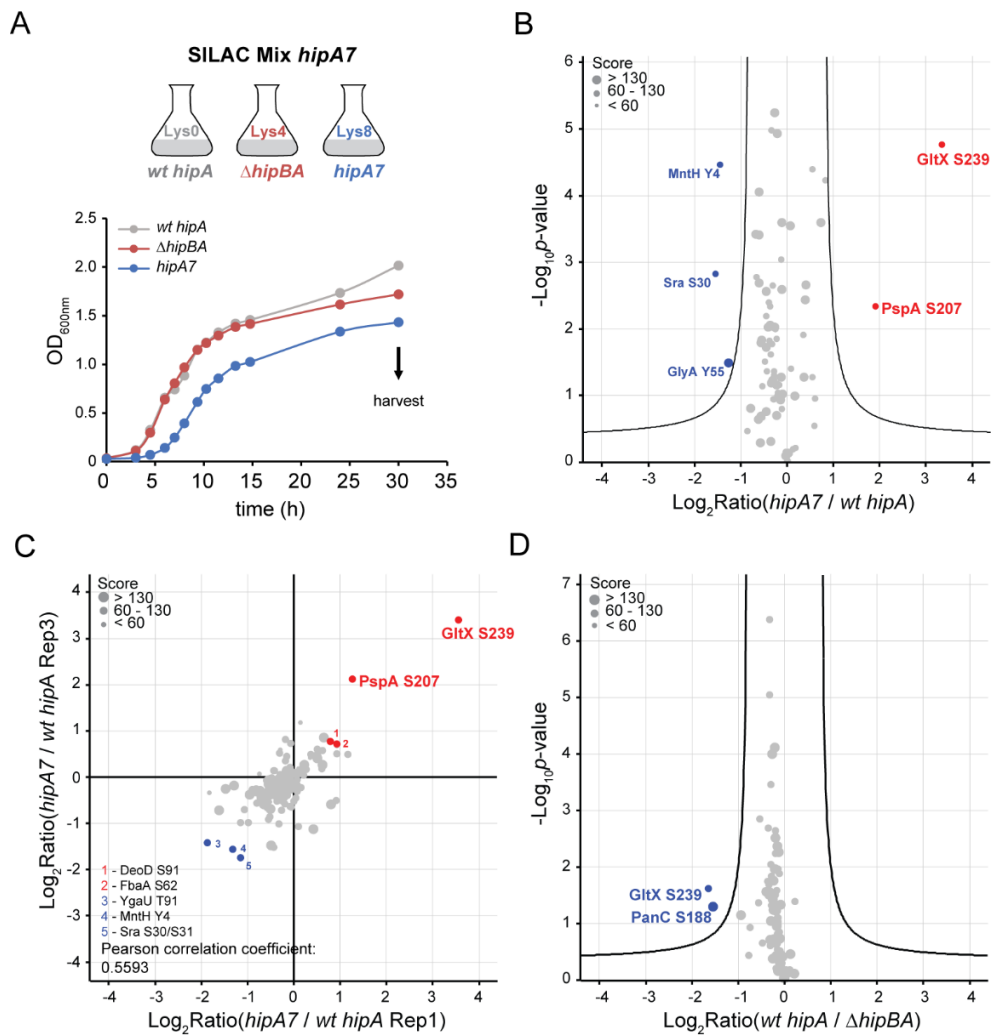 A
SILAC Mix hipA7
Lys0 Lys4 Lys8
wt hipA ΔhipBA hipA7
wt hipA
ΔhipBA
hipA7
2.5
2.0
1.5
1.0
0.5
0
OD600nm
harvest
0 5 10 15 20 25 30 35
time (h)
B
Score
> 130
60 - 130
< 60
6
5
4
3
2
1
0
-Log10p-value
GltX S239
MntH Y4
Sra S30
PspA S207
GlyA Y55
-4 -3 -2 -1 0 1 2 3 4
Log2Ratio(hipA7 / wt hipA)
C
Score
> 130
60 - 130
< 60
4
3
2
1
0
-1
-2
-3
-4
Log2Ratio(hipA7 / wt hipA Rep3)
GltX S239
PspA S207
1
2
3
4
5
1 - DeoD S91
2 - FbaA S62
3 - YgaU T91
4 - MntH Y4
5 - Sra S30/S31
Pearson correlation coefficient:
0.5593
-4 -3 -2 -1 0 1 2 3 4
Log2Ratio(hipA7 / wt hipA Rep1)
D
Score
> 130
60 - 130
< 60
7
6
5
4
3
2
1
0
-Log10p-value
GltX S239
PanC S188
-4 -3 -2 -1 0 1 2 3 4
Log2Ratio(wt hipA / ΔhipBA)